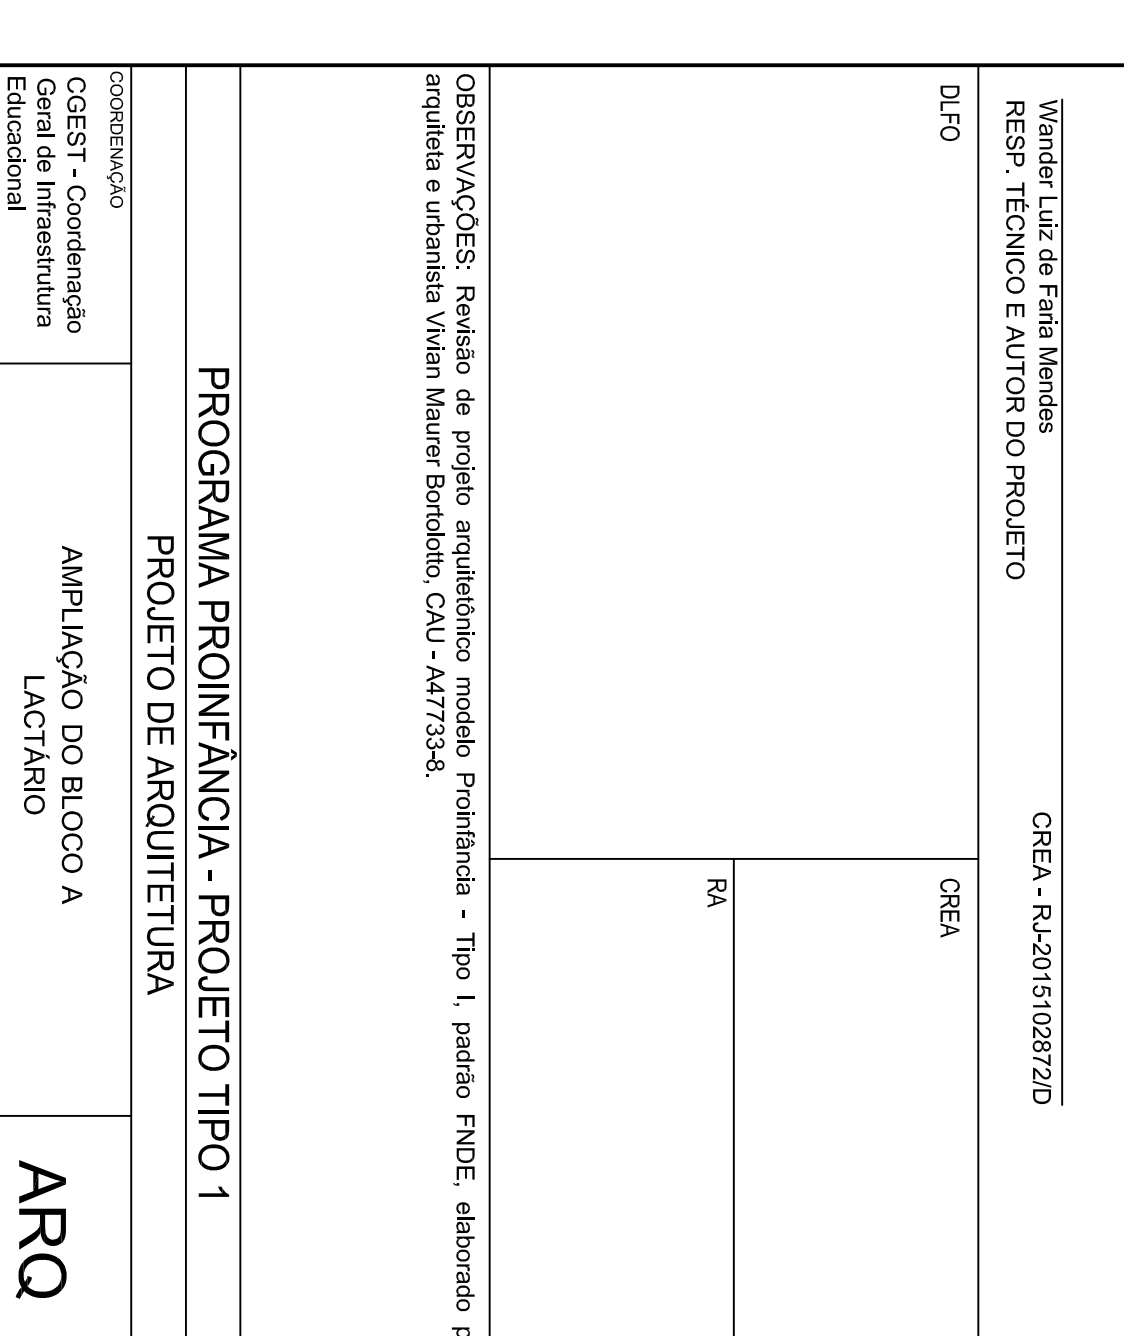 Wander Luiz de Faria Mendes
CREA - RJ-2015102872/D
RESP. TÉCNICO E AUTOR DO PROJETO
DLFO
CREA
RA
OBSERVAÇÕES: Revisão de projeto arquitetônico modelo Proinfância - Tipo I, padrão FNDE, elaborado
arquiteta e urbanista Vivian Maurer Bortolotto, CAU - A47733-8.
PROGRAMA PROINFÂNCIA - PROJETO TIPO 1
PROJETO DE ARQUITETURA
COORDENAÇÃO
CGEST - Coordenação
Geral de Infraestrutura
Educacional
AMPLIAÇÃO DO BLOCO A
LACTÁRIO
ARQ